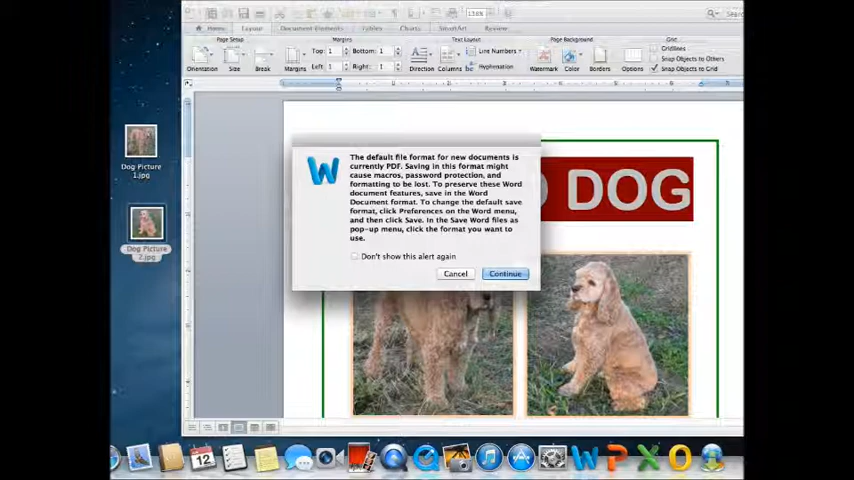 Home
Layout
Document Elements
Tables
Charts
SmartArt
Review
Page Setup
Margins
Text Layout
Page Background
Grid
Top: 1
Bottom: 1
Left: 1
Right: 1
Orientation
Size
Break
Margins
Direction
Columns
Line Numbers
Hyphenation
Watermark
Color
Borders
Options
Gridlines
Snap Objects to Others
Snap Objects to Grid
The default file format for new documents is
currently PDF. Saving in this format might
cause macros, password protection, and
formatting to be lost. To preserve these Word
document features, save in the Word
Document format. To change the default save
format, click Preferences on the Word menu,
and then click Save. In the Save Word files as
pop-up menu, click the format you want to
use.
Don't show this alert again
Cancel
Continue
DOG
Dog Picture
1.jpg
Dog Picture
2.jpg
12